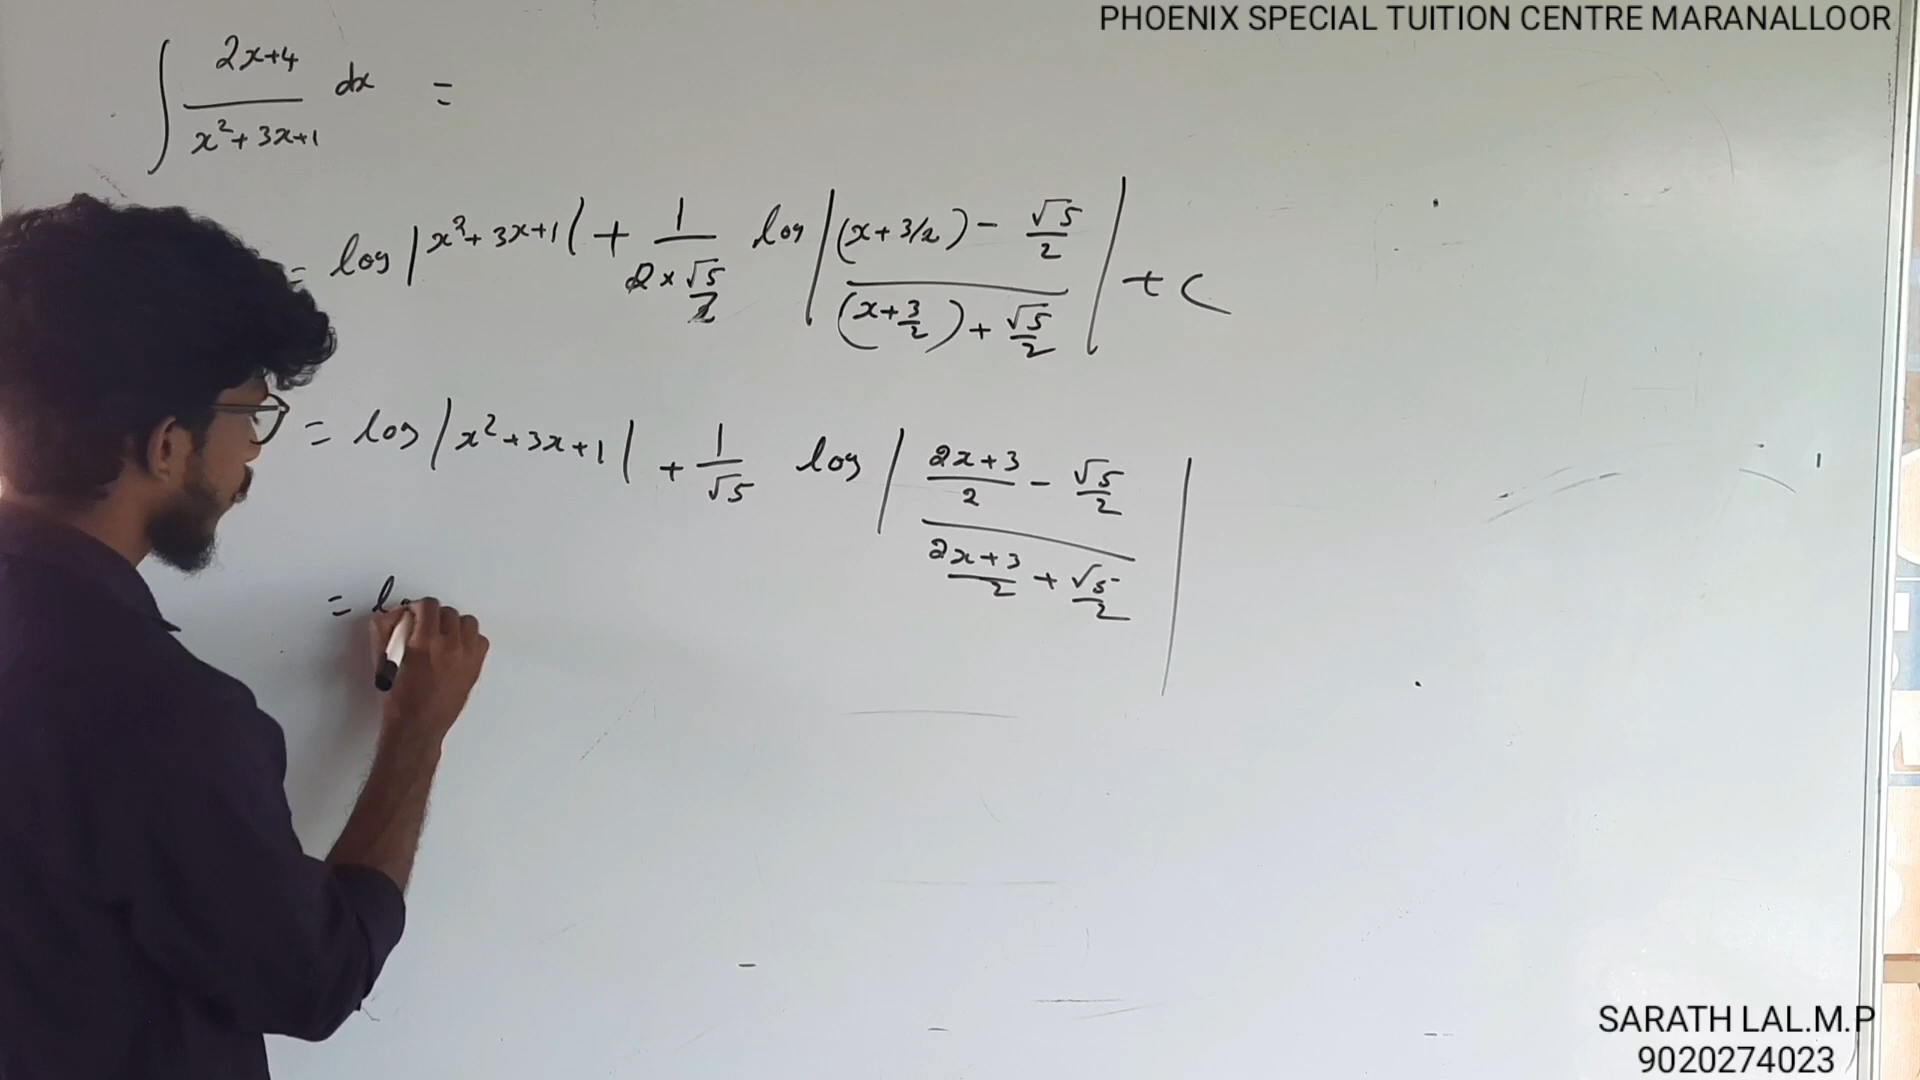 PHOENIX SPECIAL TUITION CENTRE MARANALLOOR
∫ (2x+4)/(x²+3x+1) dx =
= log |x²+3x+1| + 1/(2×√5/2) log |((x+3/2) - √5/2)/((x+3/2) + √5/2)| + C
= log |x²+3x+1| + 1/√5 log |((2x+3)/2 - √5/2)/((2x+3)/2 + √5/2)|
= lo
SARATH LAL.M.P
9020274023